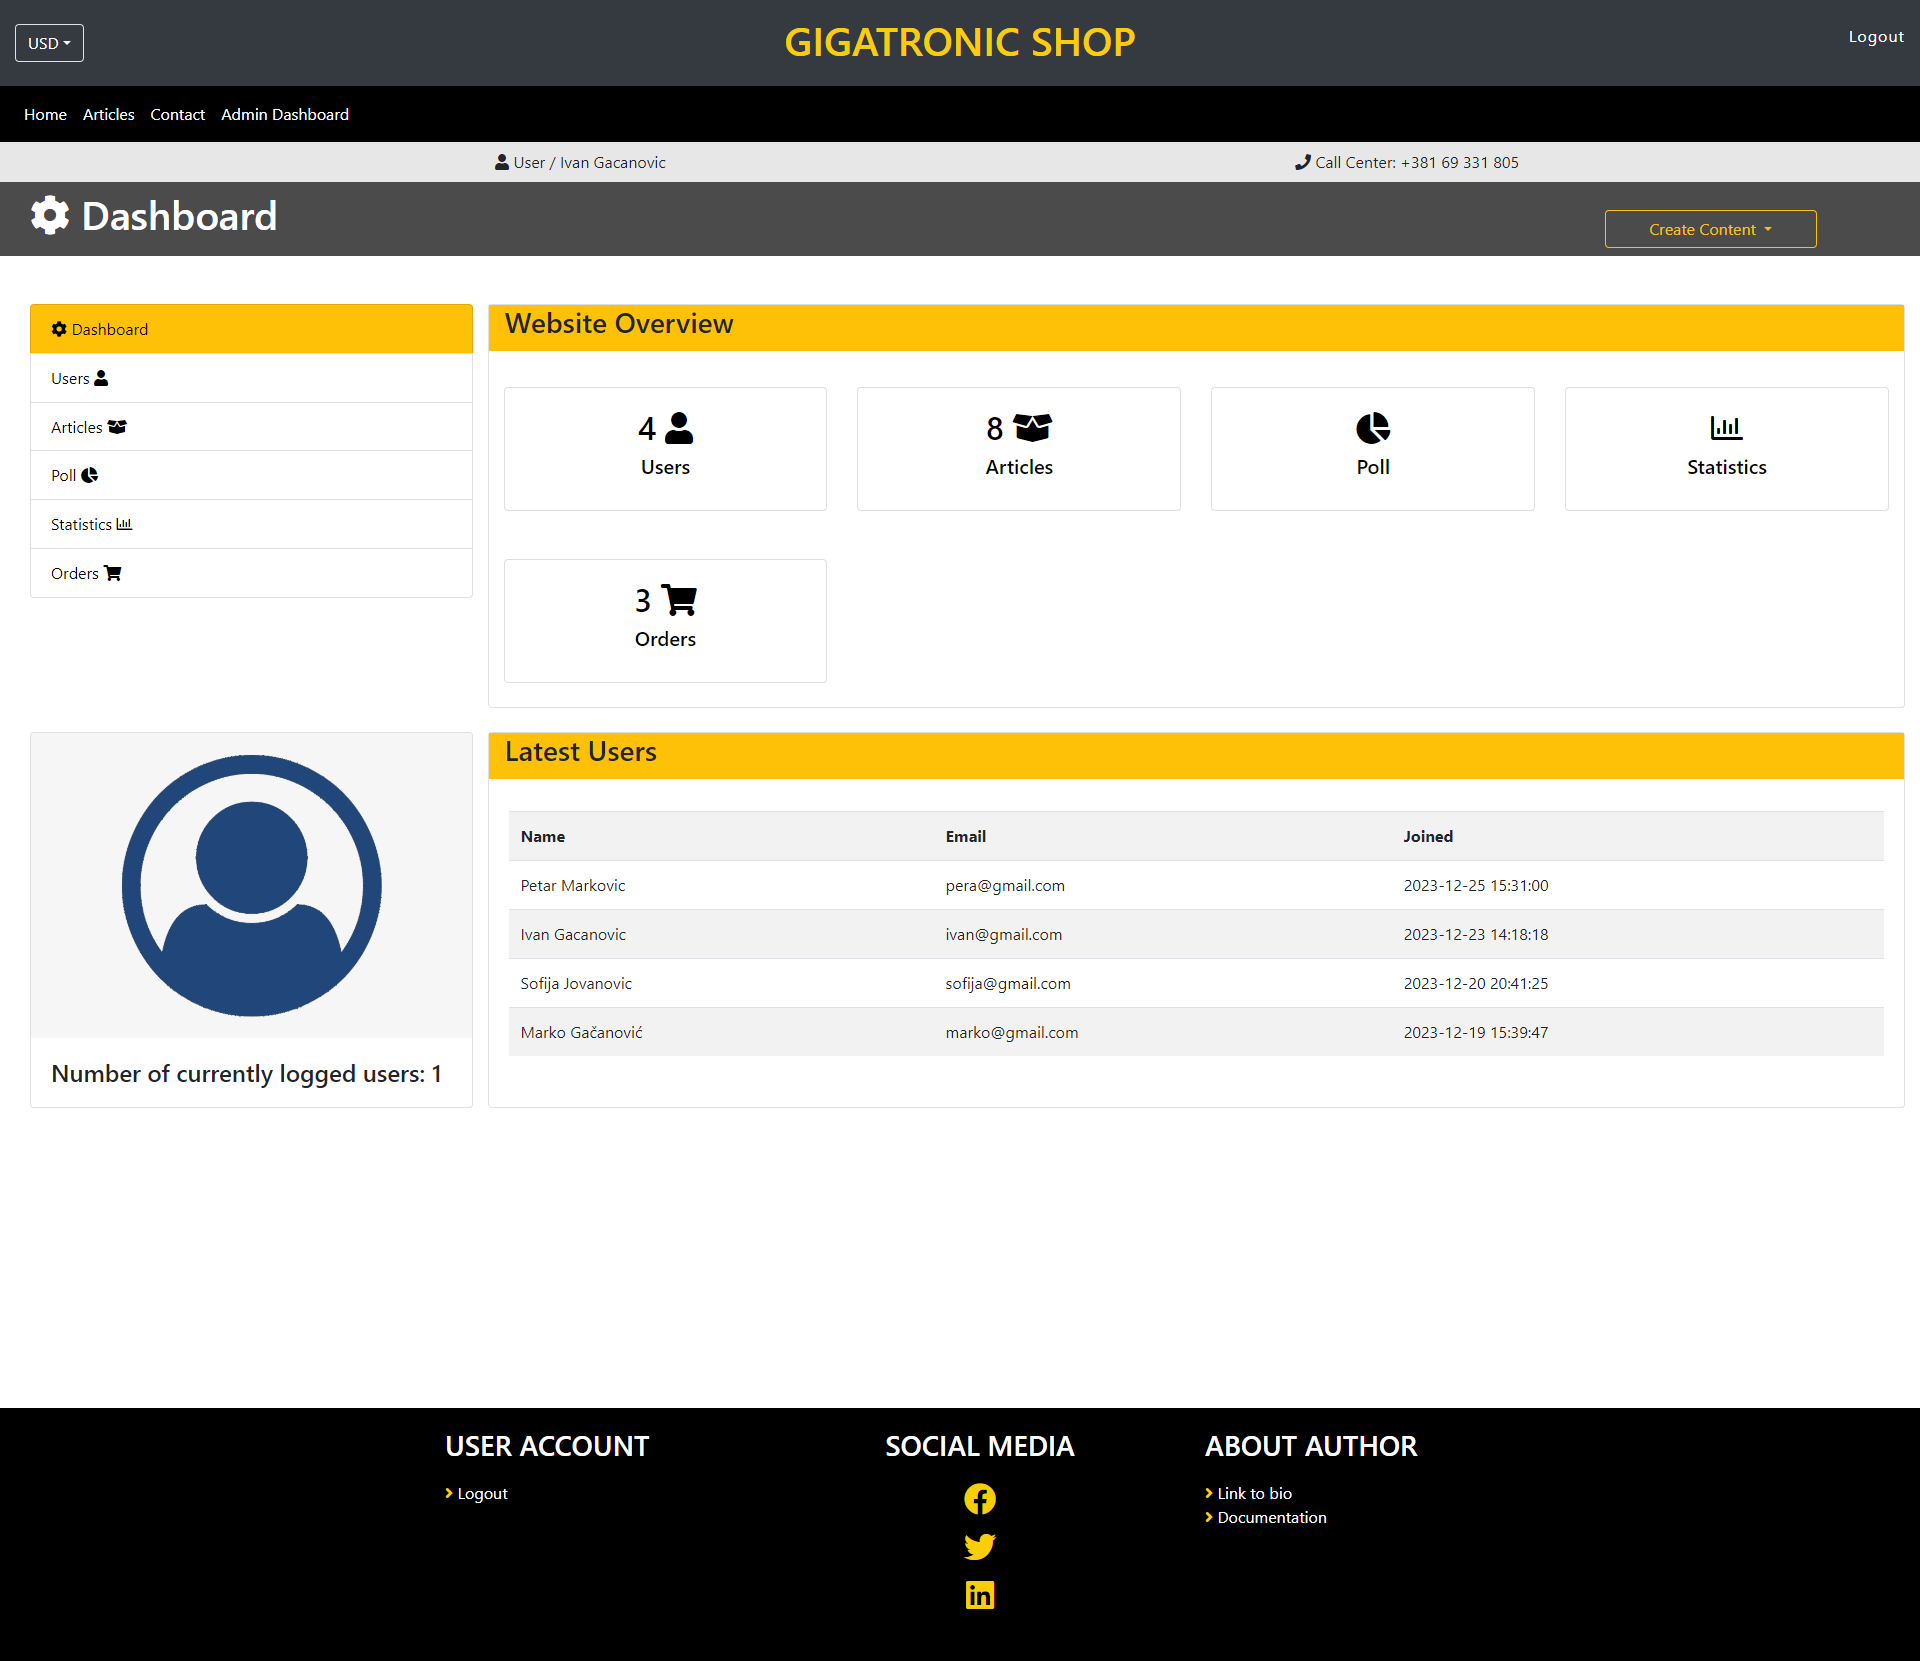 USD
GIGATRONIC SHOP
Logout
Home Articles Contact Admin Dashboard
User / Ivan Gacanovic
Call Center: +381 69 331 805
Dashboard
Create Content
Dashboard
Users
Articles
Poll
Statistics
Orders
Website Overview
4
Users
8
Articles
Poll
Statistics
3
Orders
Number of currently logged users: 1
Latest Users
Name Email Joined
Petar Markovic pera@gmail.com 2023-12-25 15:31:00
Ivan Gacanovic ivan@gmail.com 2023-12-23 14:18:18
Sofija Jovanovic sofija@gmail.com 2023-12-20 20:41:25
Marko Gačanović marko@gmail.com 2023-12-19 15:39:47
USER ACCOUNT
Logout
SOCIAL MEDIA
ABOUT AUTHOR
Link to bio
Documentation